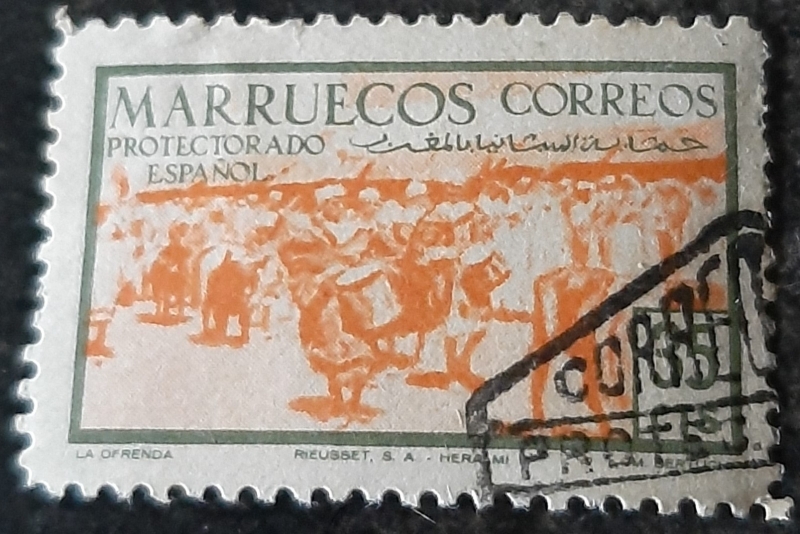 MARRUECOS CORREOS
PROTECTORADO
ESPAÑOL
حماية اسبانيا بالمغرب
35
CTS
LA OFRENDA
RIEUSSET, S. A -